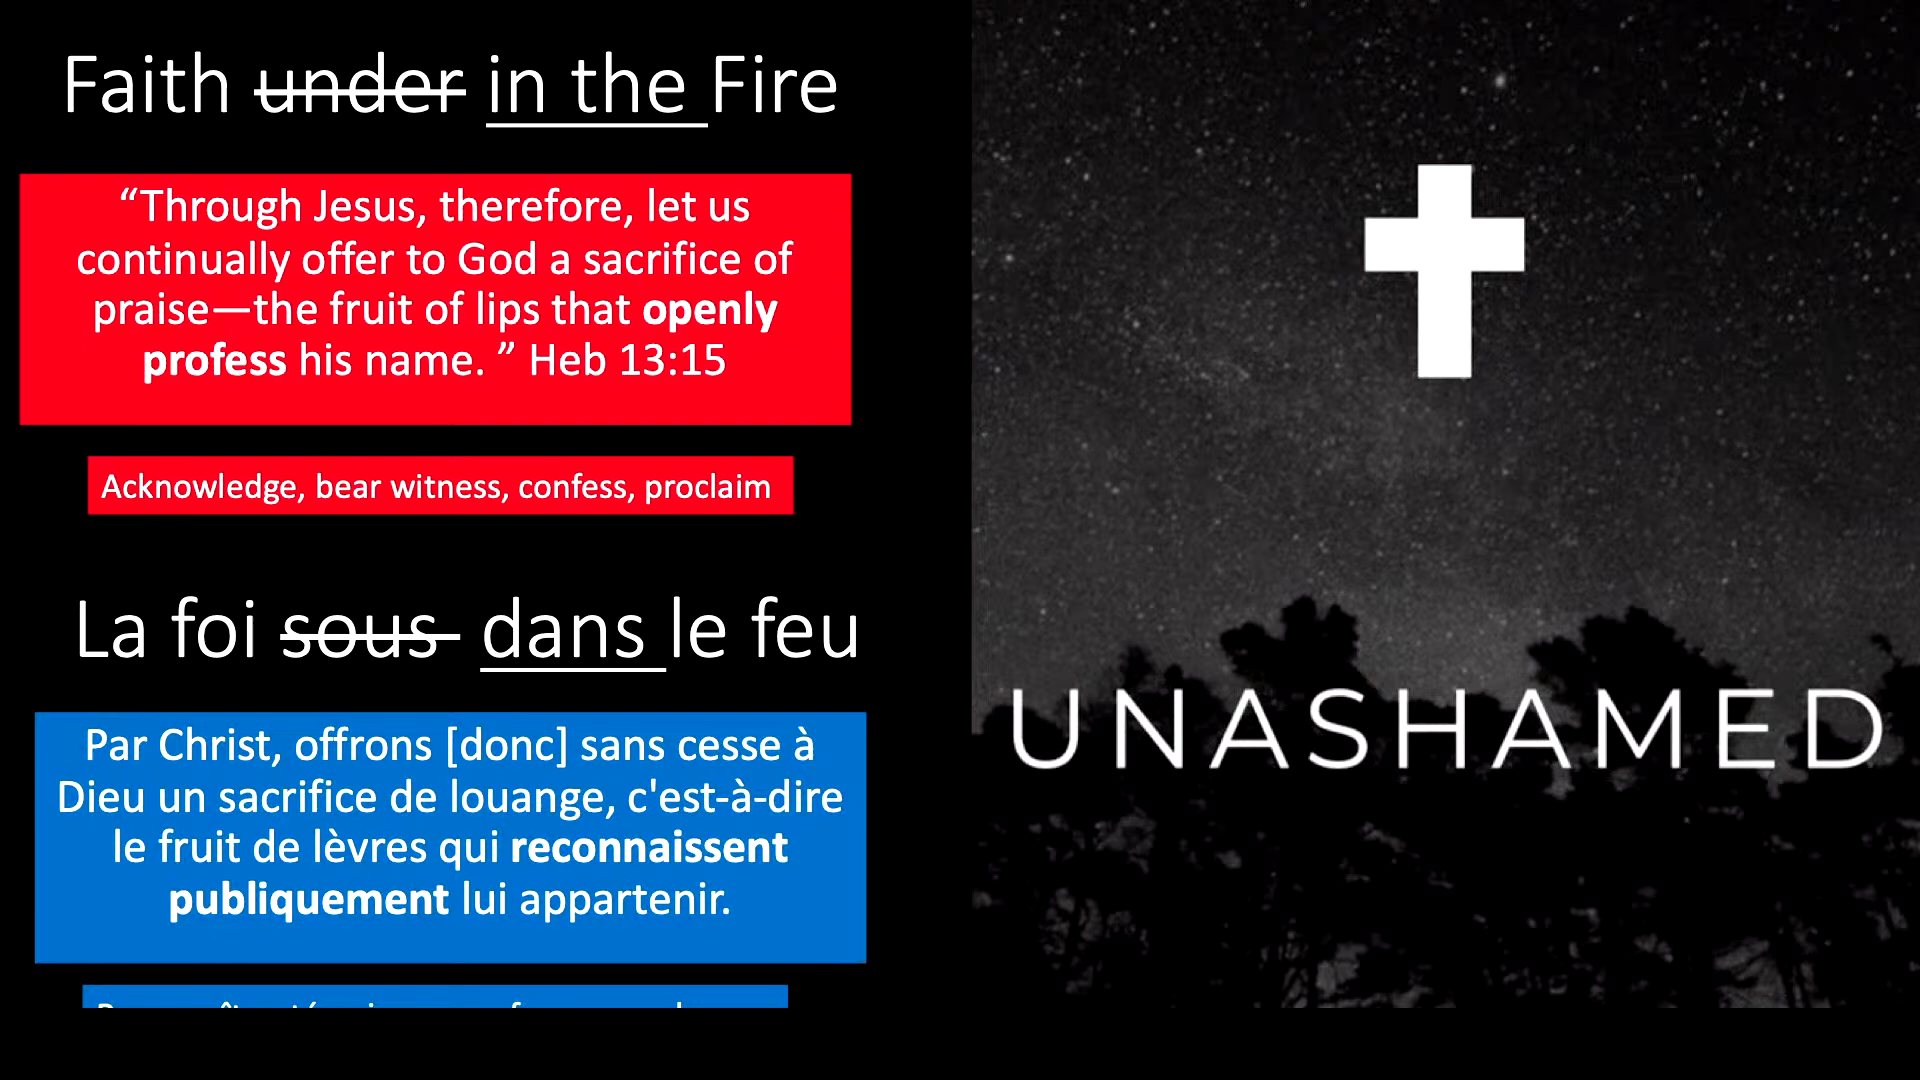 Faith under in the Fire
“Through Jesus, therefore, let us
continually offer to God a sacrifice of
praise—the fruit of lips that openly
profess his name. ” Heb 13:15
Acknowledge, bear witness, confess, proclaim
La foi sous dans le feu
Par Christ, offrons [donc] sans cesse à
Dieu un sacrifice de louange, c'est-à-dire
le fruit de lèvres qui reconnaissent
publiquement lui appartenir.
UNASHAMED